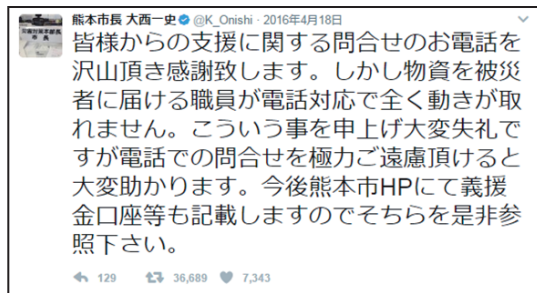 熊本市長 大西一史 @K_Onishi · 2016年4月18日
皆様からの支援に関する問合せのお電話を
沢山頂き感謝致します。しかし物資を被災
者に届ける職員が電話対応で全く動きが取
れません。こういう事を申上げ大変失礼で
すが電話での問合せを極力ご遠慮頂けると
大変助かります。今後熊本市HPにて義援
金口座等も記載しますのでそちらを是非参
照下さい。
129 36,689 7,343